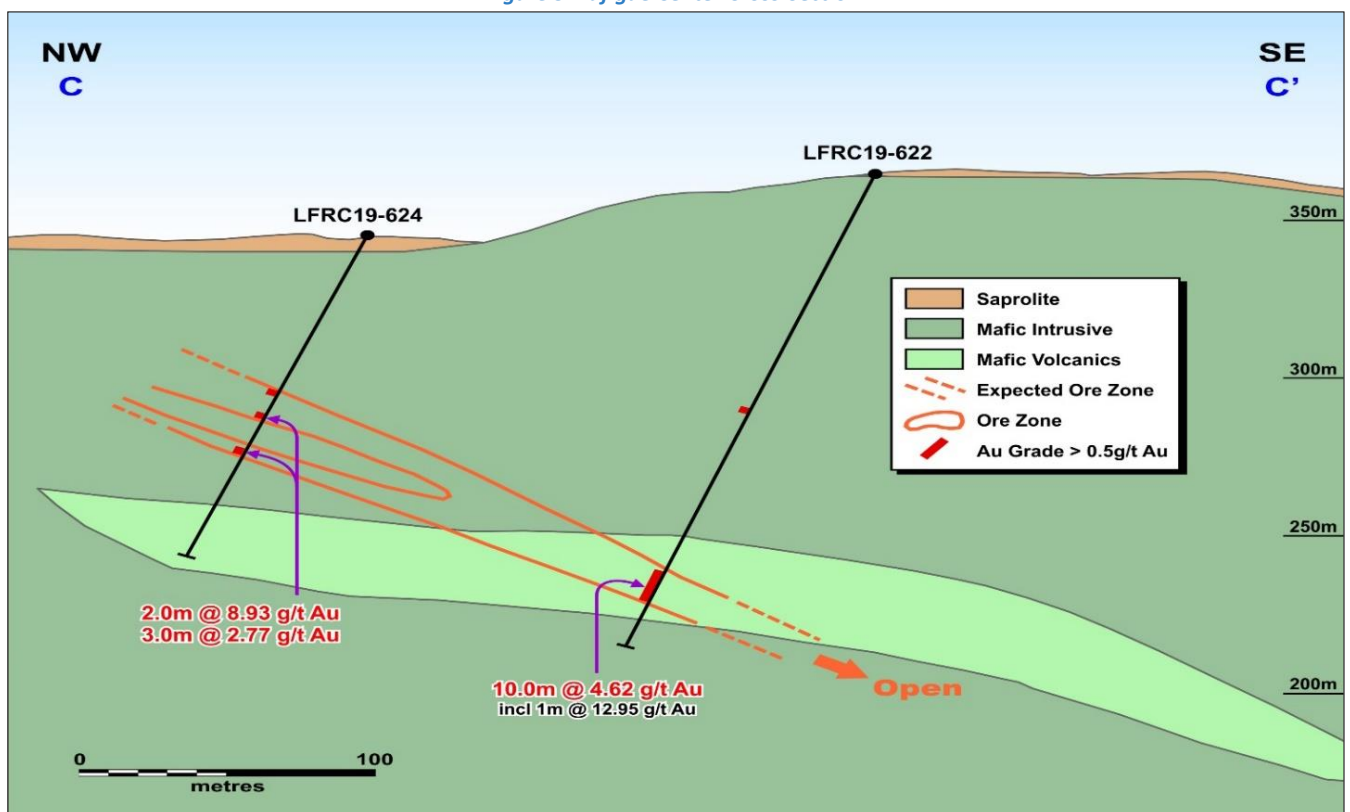 NW
C
SE
C’
LFRC19-622
LFRC19-624
350m
Saprolite
Mafic Intrusive
Mafic Volcanics
Expected Ore Zone
Ore Zone
Au Grade > 0.5g/t Au
300m
250m
2.0m @ 8.93 g/t Au
3.0m @ 2.77 g/t Au
10.0m @ 4.62 g/t Au
incl 1m @ 12.95 g/t Au
Open
200m
0 100
metres